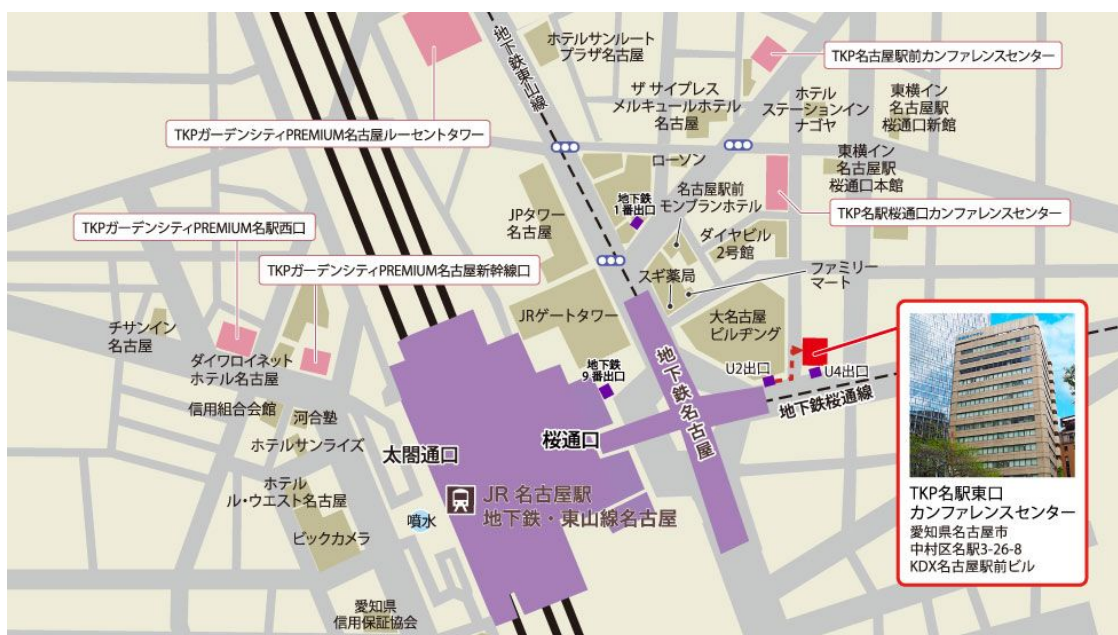 ホテルサンルート
プラザ名古屋
地下鉄東山線
TKP名古屋駅前カンファレンスセンター
ザ サイプレス
メルキュールホテル
名古屋
ホテル
ステーションイン
ナゴヤ
東横イン
名古屋駅
桜通口新館
TKPガーデンシティPREMIUM名古屋ルーセントタワー
ローソン
東横イン
名古屋駅
桜通口本館
地下鉄
1番出口
名古屋駅前
モンブランホテル
JPタワー
名古屋
TKP名駅桜通口カンファレンスセンター
TKPガーデンシティPREMIUM名駅西口
ダイヤビル
2号館
TKPガーデンシティPREMIUM名古屋新幹線口
スギ薬局
ファミリー
マート
JRゲートタワー
大名古屋
ビルヂング
チサンイン
名古屋
ダイワロイネット
ホテル名古屋
地下鉄
9番出口
地下鉄名古屋
U2出口
U4出口
地下鉄桜通線
信用組合会館
河合塾
ホテルサンライズ
太閤通口
桜通口
ホテル
ル・ウエスト名古屋
JR 名古屋駅
地下鉄・東山線名古屋
噴水
ビックカメラ
愛知県
信用保証協会
TKP名駅東口
カンファレンスセンター
愛知県名古屋市
中村区名駅3-26-8
KDX名古屋駅前ビル